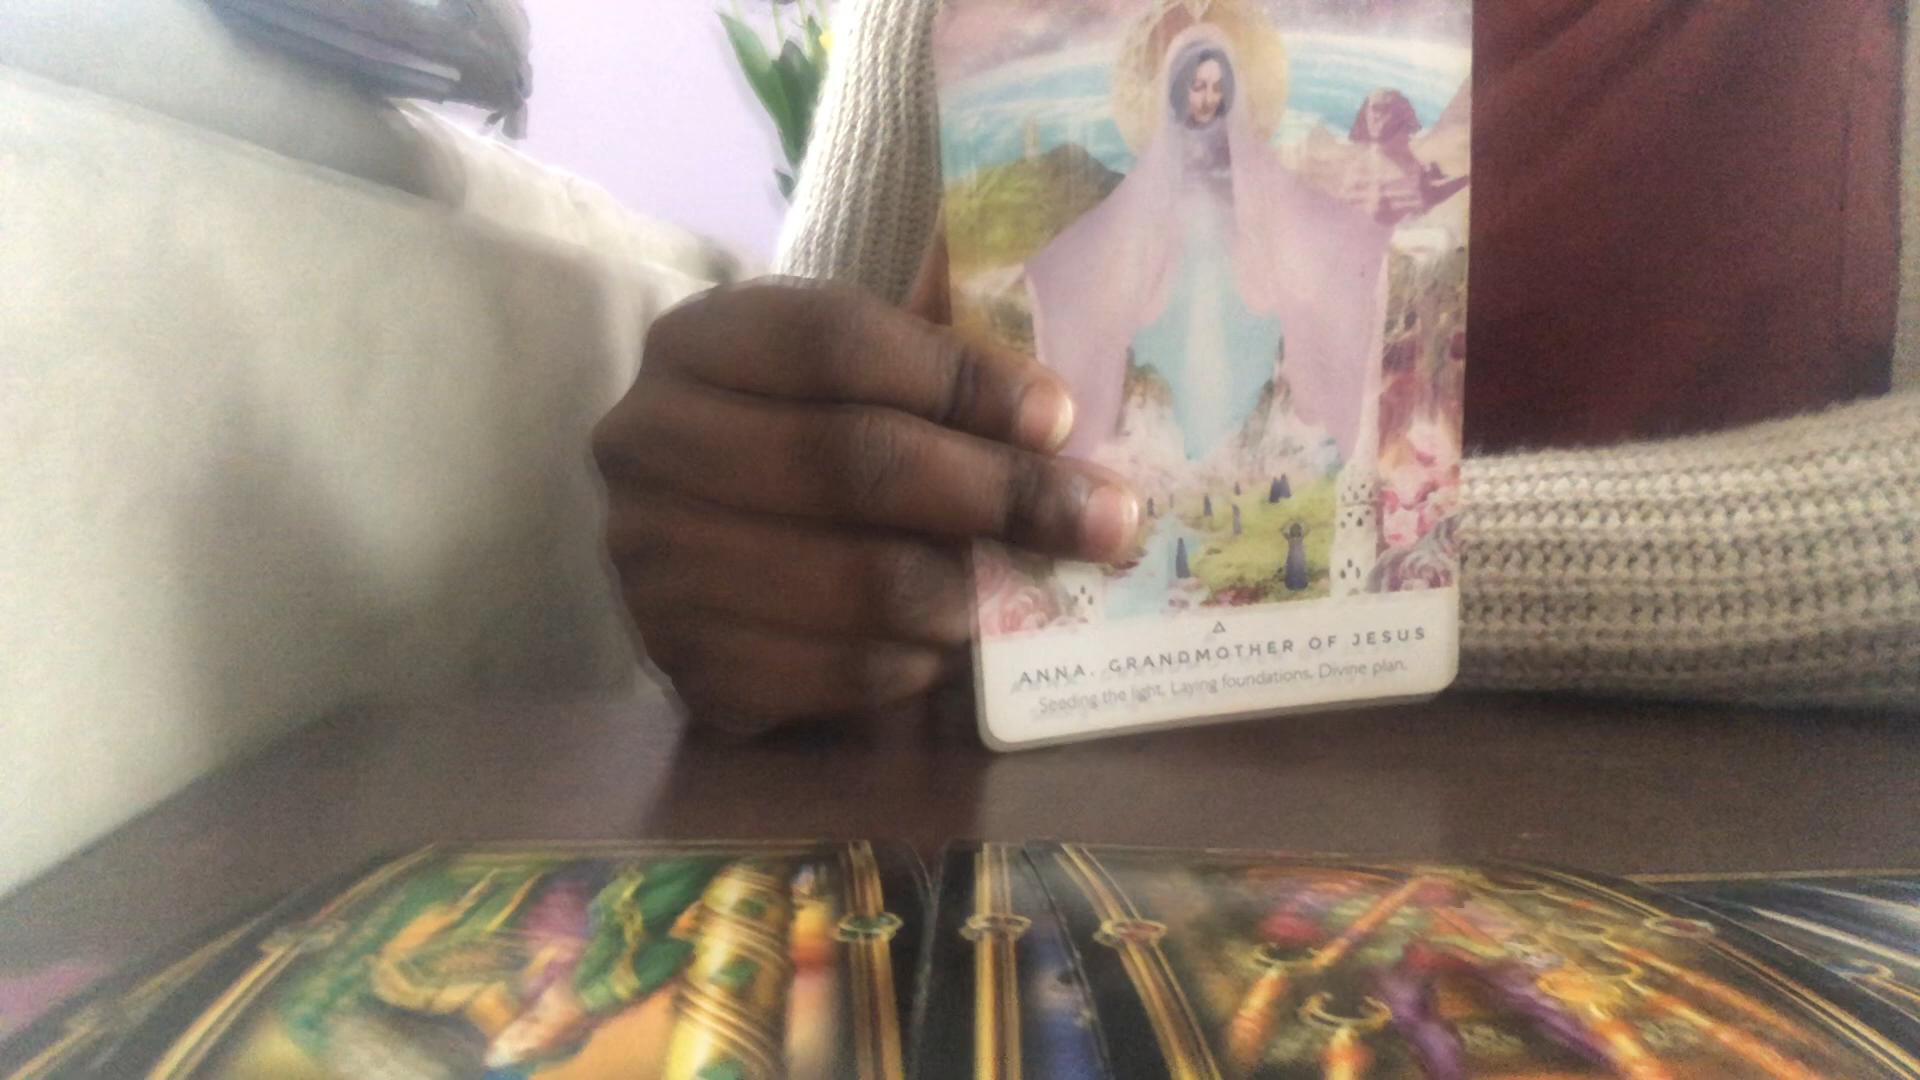 ANNA, GRANDMOTHER OF JESUS
Seeding the light. Laying foundations. Divine plan.